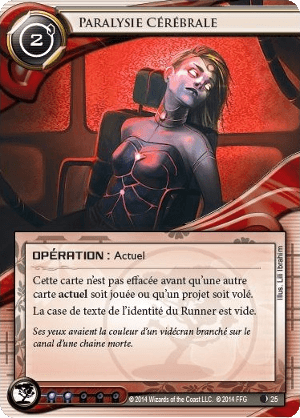 PARALYSIE CÉRÉBRALE
2
OPÉRATION : Actuel
Cette carte n'est pas effacée avant qu'une autre
carte actuel soit jouée ou qu'un projet soit volé.
La case de texte de l'identité du Runner est vide.
Ses yeux avaient la couleur d'un vidécran branché sur le
canal d'une chaine morte.
Illus. Lili Ibrahim
© 2014 Wizards of the Coast LLC. © 2014 FFG
25